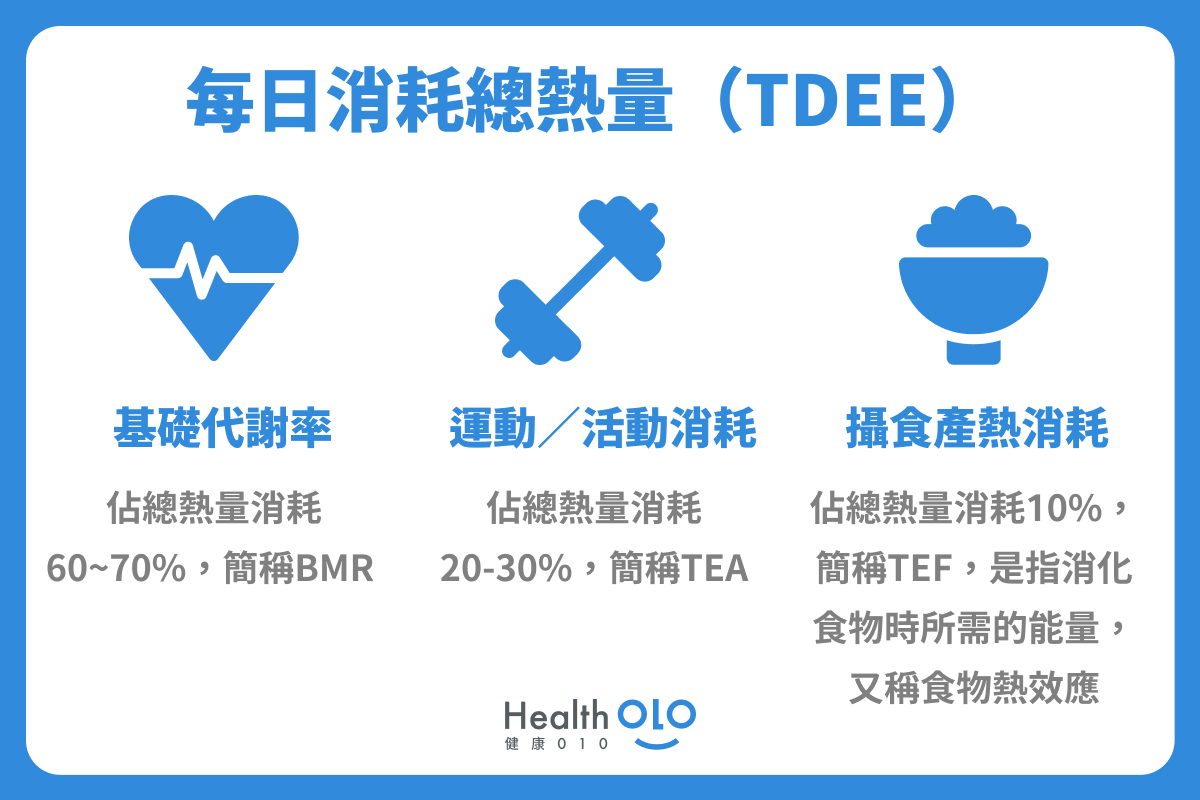 每日消耗總熱量（TDEE）
基礎代謝率
佔總熱量消耗
60~70%，簡稱BMR
運動／活動消耗
佔總熱量消耗
20-30%，簡稱TEA
攝食產熱消耗
佔總熱量消耗10%，
簡稱TEF，是指消化
食物時所需的能量，
又稱食物熱效應
Health OLO
健康010